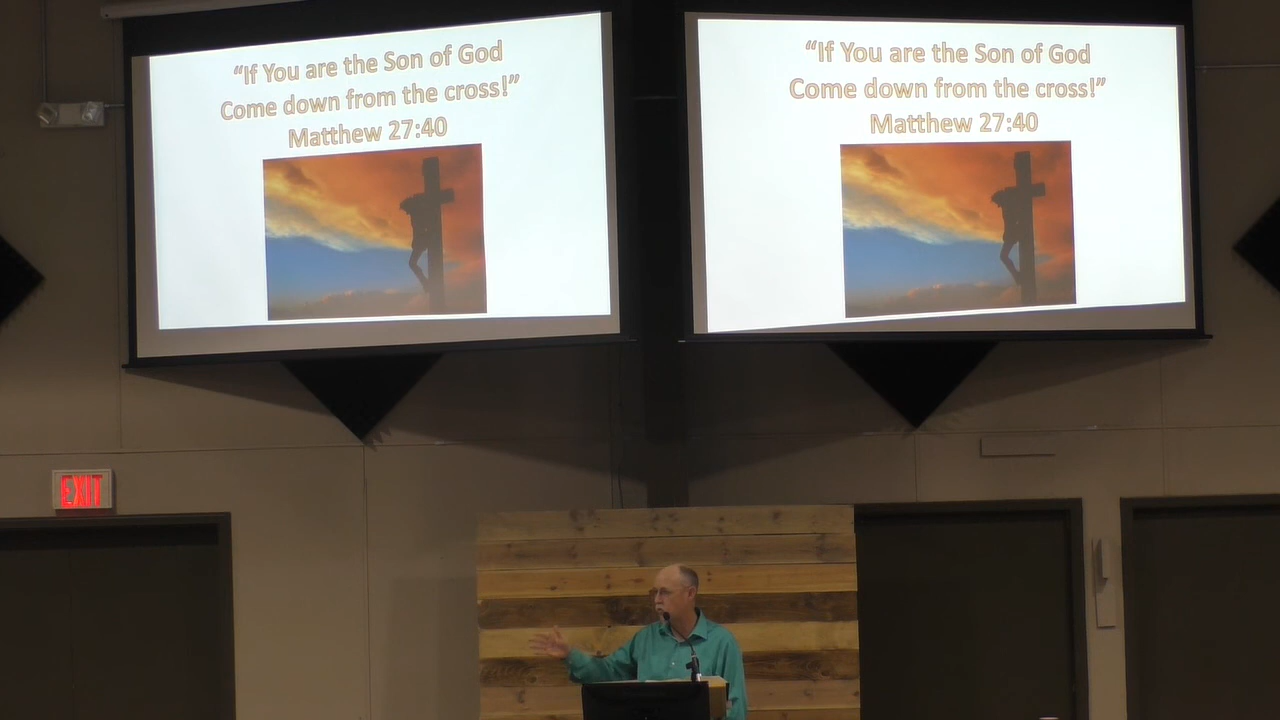 “If You are the Son of God
Come down from the cross!”
Matthew 27:40
“If You are the Son of God
Come down from the cross!”
Matthew 27:40
EXIT